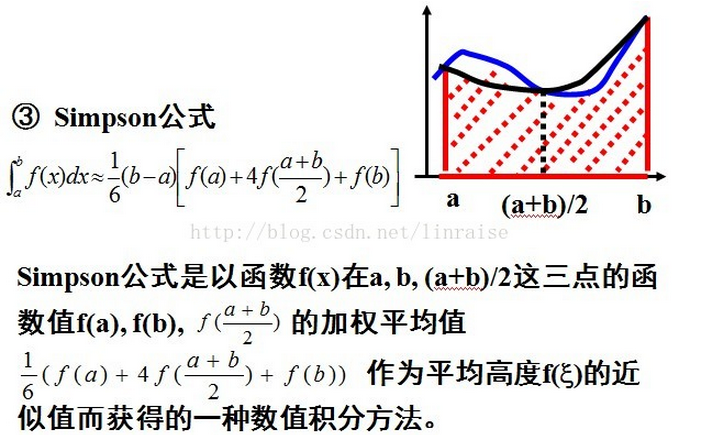 ③ Simpson公式
∫_a^b f(x)dx≈1/6(b−a)[f(a)+4f((a+b)/2)+f(b)]
a (a+b)/2 b
http://blog.csdn.net/linraise
Simpson公式是以函数f(x)在a, b, (a+b)/2这三点的函
数值f(a), f(b), f((a+b)/2) 的加权平均值
1/6(f(a)+4f((a+b)/2)+f(b)) 作为平均高度f(ξ)的近
似值而获得的一种数值积分方法。